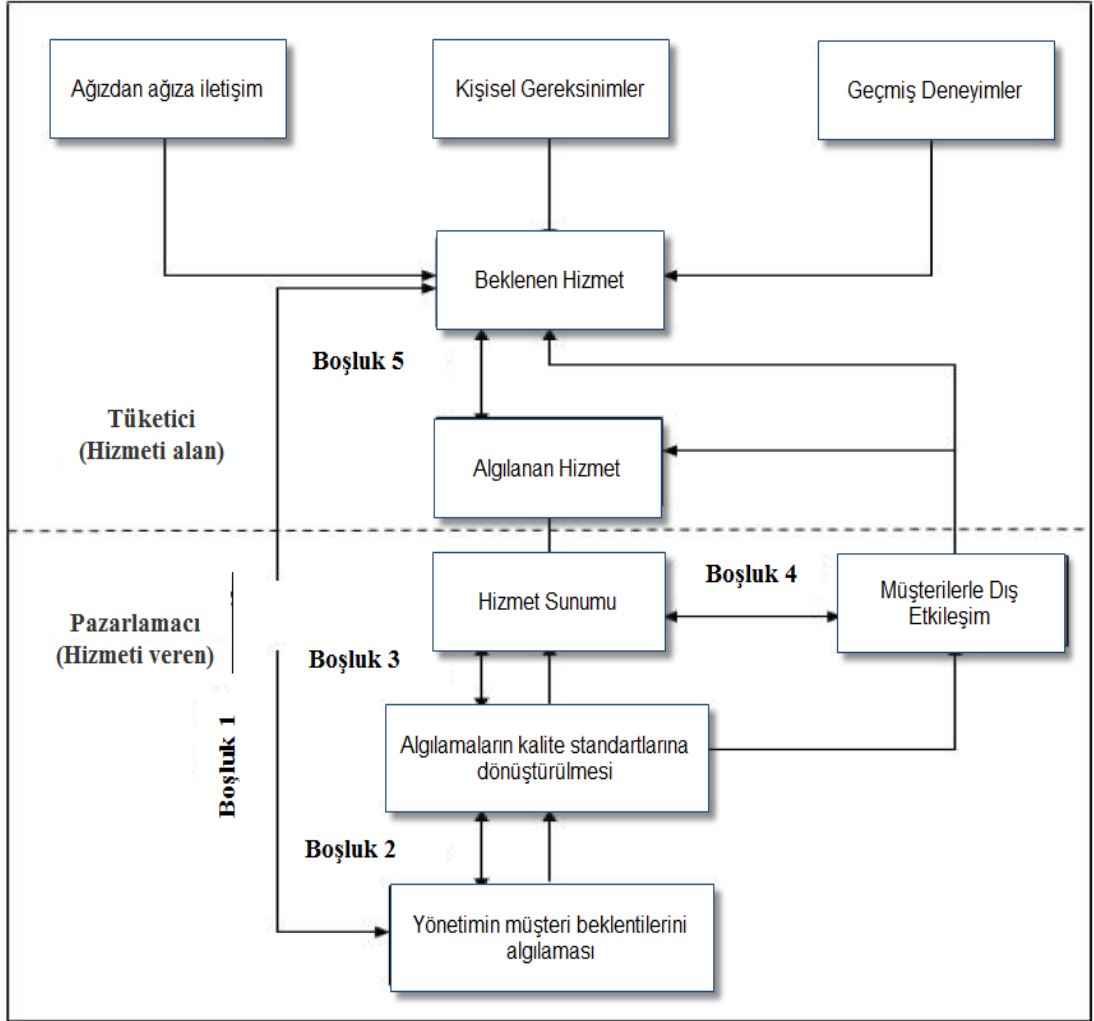 Ağızdan ağıza iletişim
Kişisel Gereksinimler
Geçmiş Deneyimler
Beklenen Hizmet
Boşluk 5
Tüketici
(Hizmeti alan)
Algılanan Hizmet
Hizmet Sunumu
Boşluk 4
Müşterilerle Dış
Etkileşim
Pazarlamacı
(Hizmeti veren)
Boşluk 3
Boşluk 1
Algılamaların kalite standartlarına
dönüştürülmesi
Boşluk 2
Yönetimin müşteri beklentilerini
algılaması